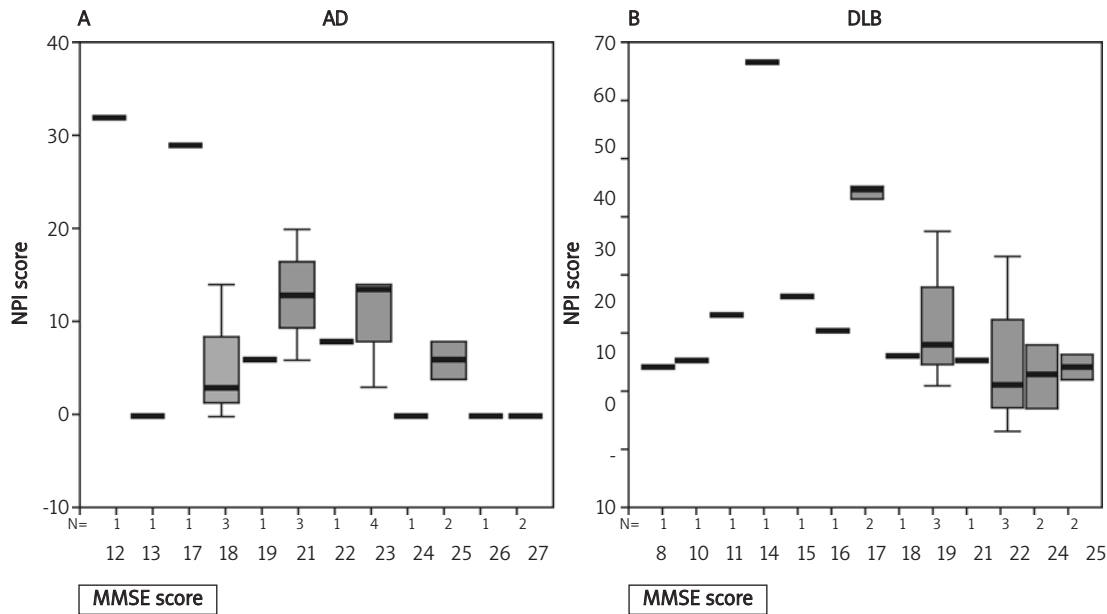 A
AD
NPI score
40
30
20
10
0
-10
N= 1 1 1 3 1 3 1 4 1 2 1 2
12 13 17 18 19 21 22 23 24 25 26 27
MMSE score
B
DLB
NPI score
70
60
50
40
30
20
10
0
-
10
N= 1 1 1 1 1 1 2 1 3 1 3 2 2
8 10 11 14 15 16 17 18 19 21 22 24 25
MMSE score